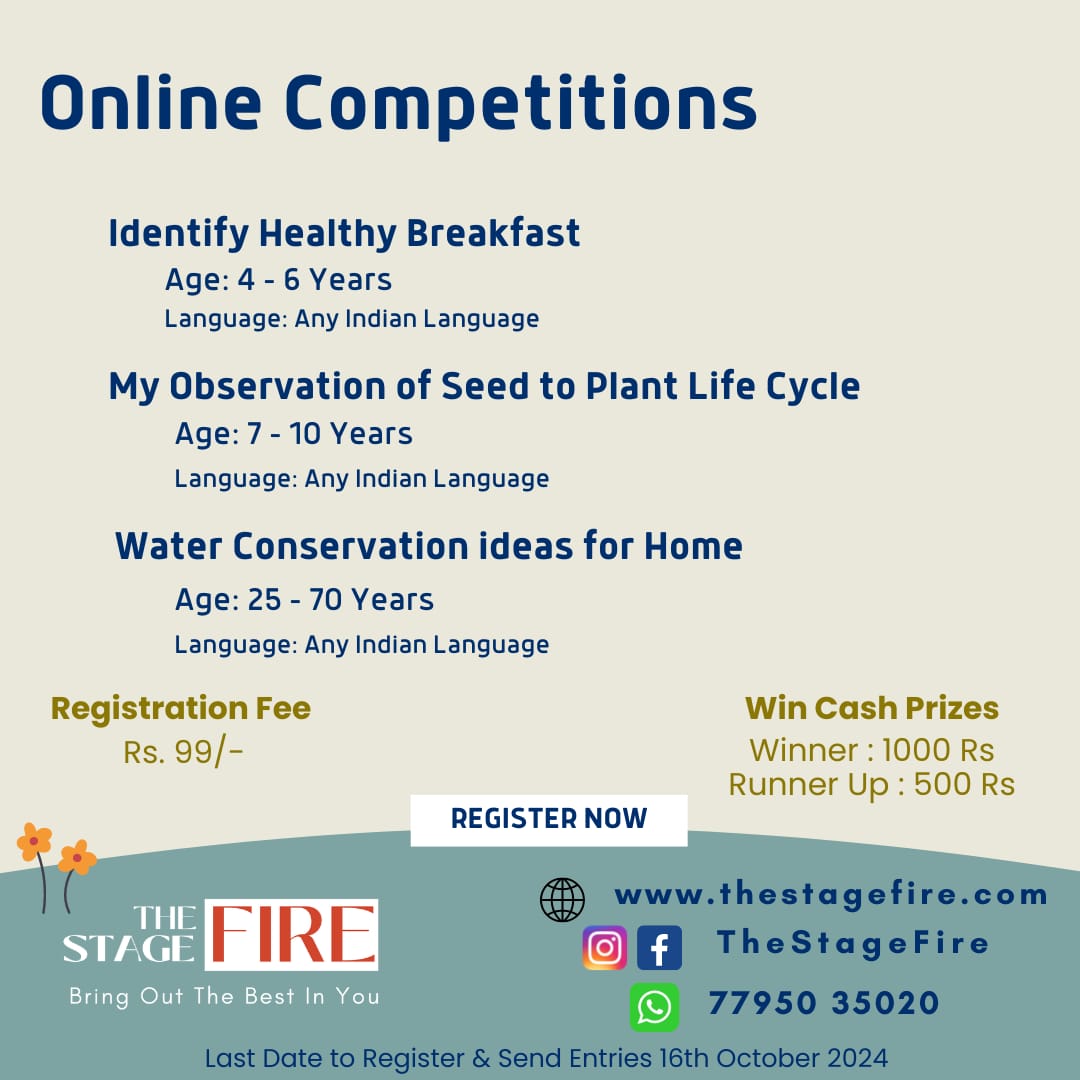 Online Competitions
Identify Healthy Breakfast
Age: 4 - 6 Years
Language: Any Indian Language
My Observation of Seed to Plant Life Cycle
Age: 7 - 10 Years
Language: Any Indian Language
Water Conservation ideas for Home
Age: 25 - 70 Years
Language: Any Indian Language
Registration Fee
Rs. 99/-
Win Cash Prizes
Winner : 1000 Rs
Runner Up : 500 Rs
REGISTER NOW
THE
STAGE FIRE
Bring Out The Best In You
www.thestagefire.com
TheStageFire
77950 35020
Last Date to Register & Send Entries 16th October 2024